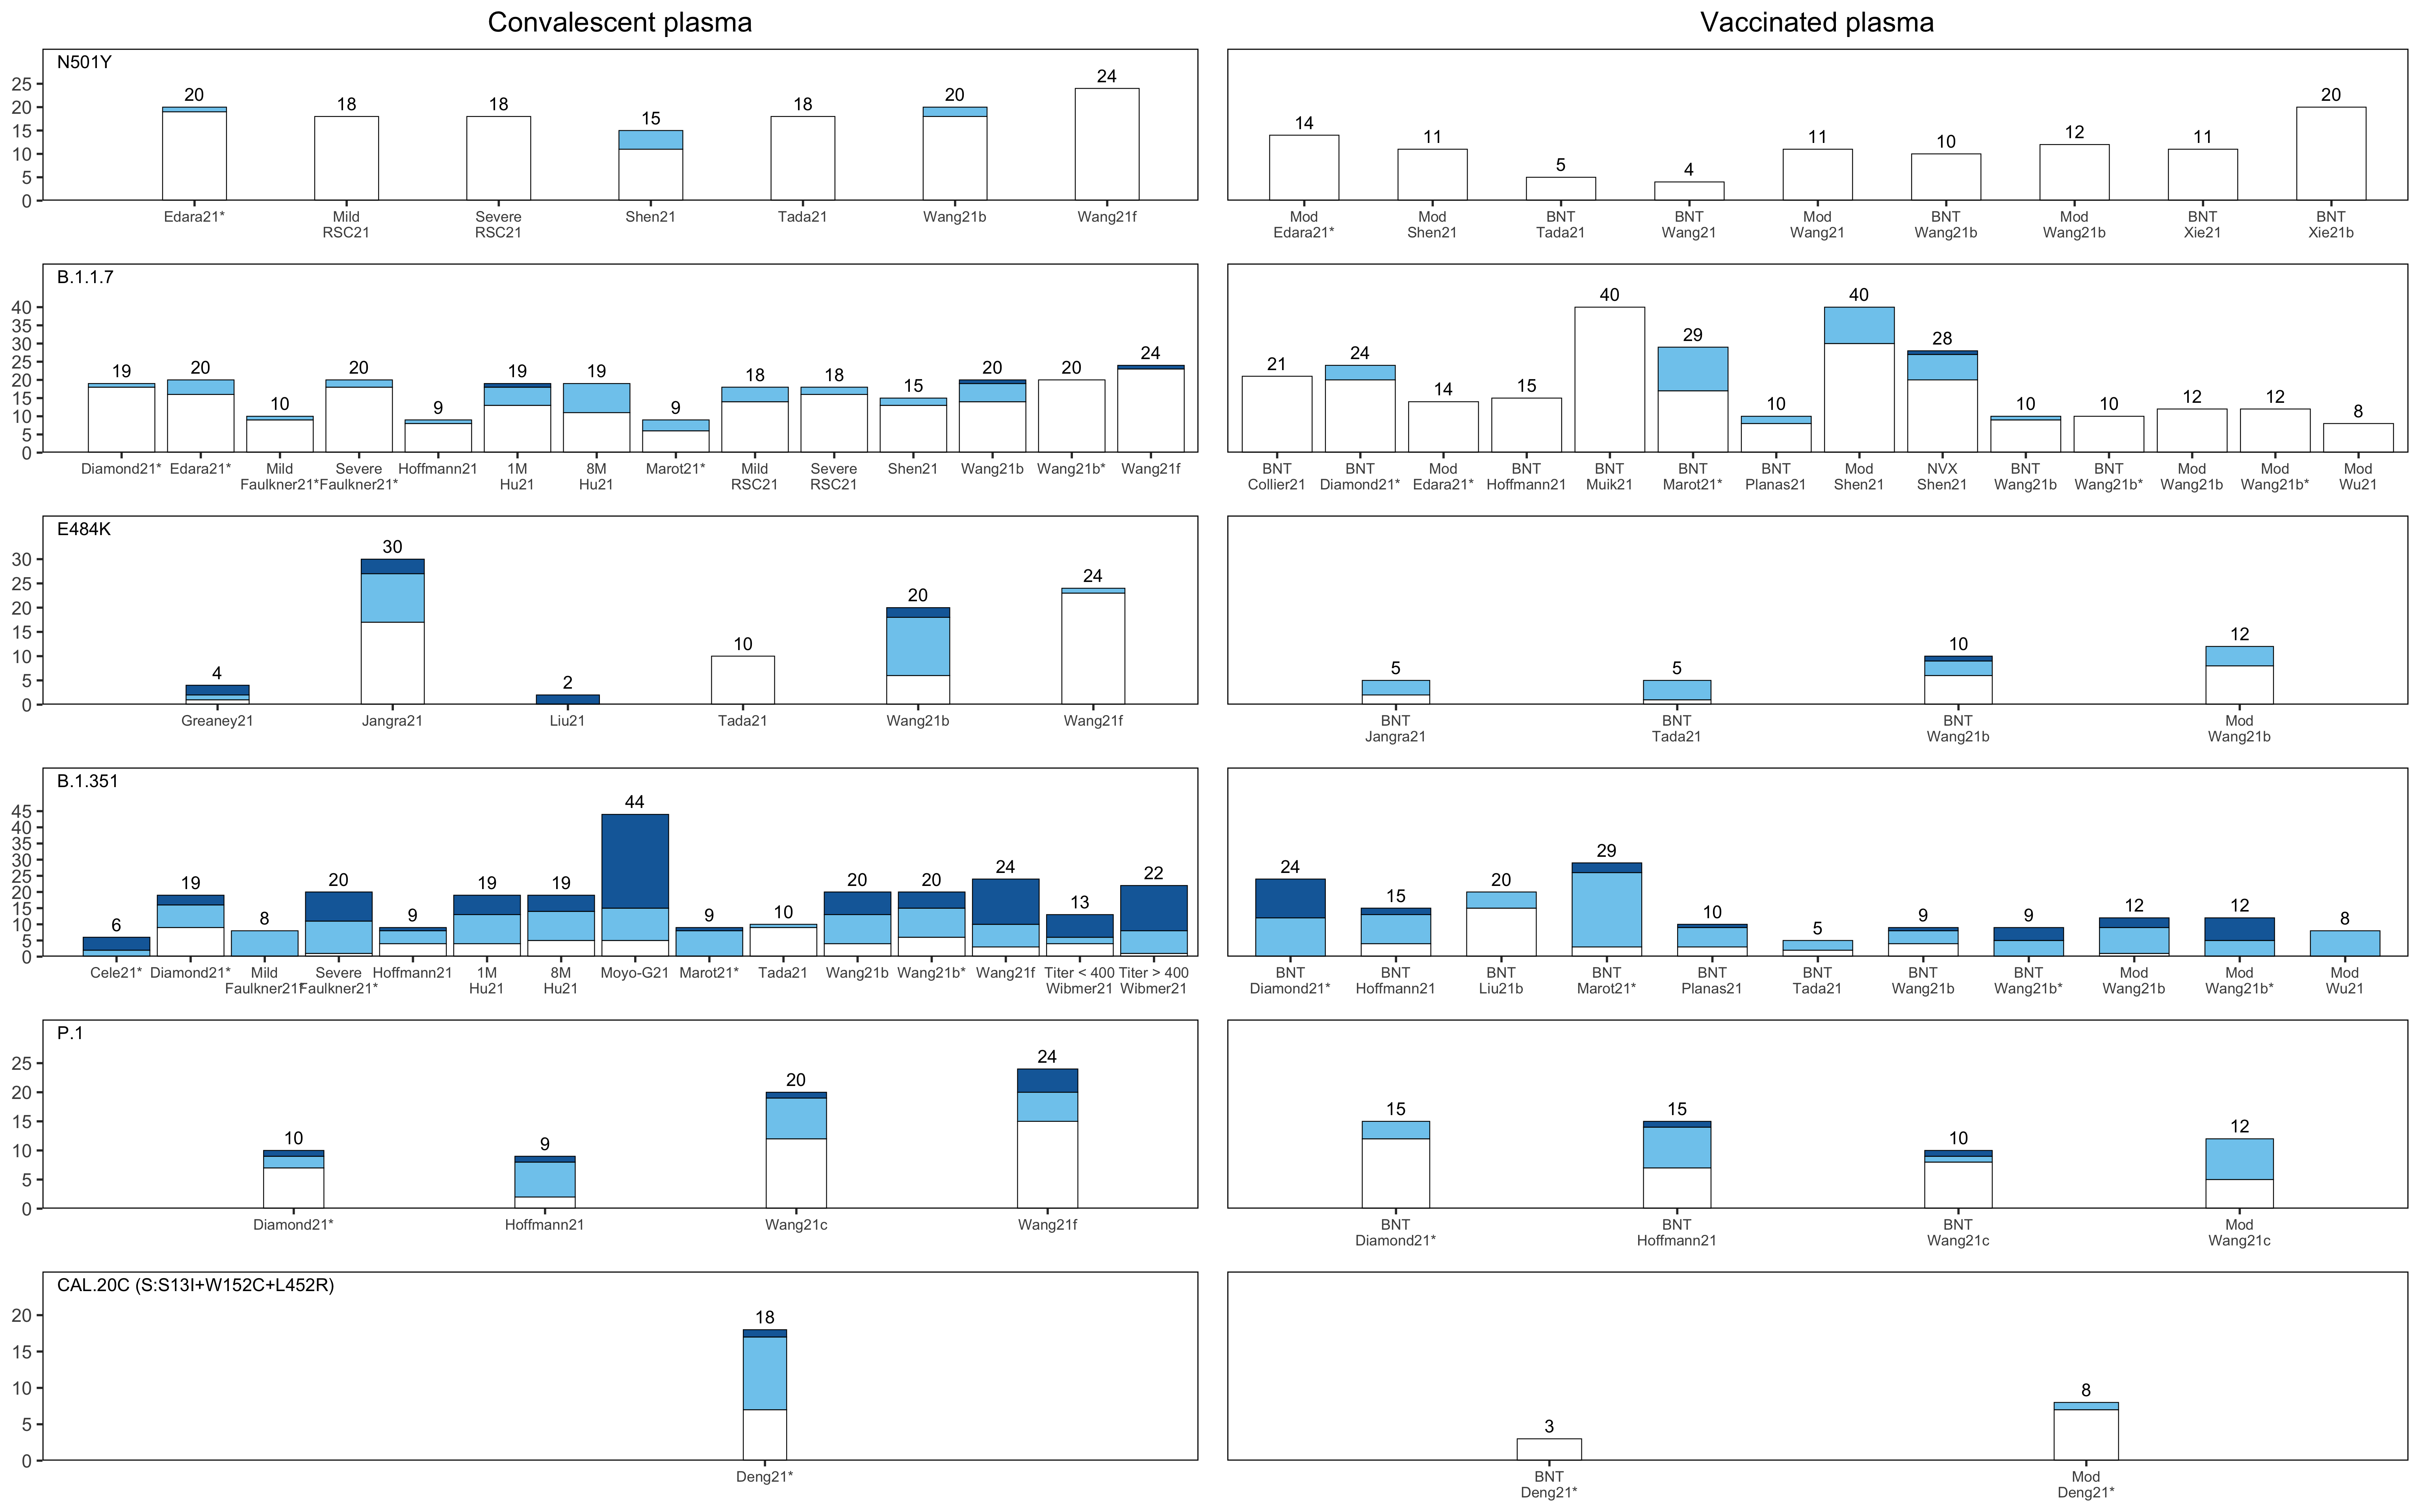 Convalescent plasma Vaccinated plasma
N501Y
25
20
15
10
5
0
20 18 18 15 18 20 24
Edara21* Mild Severe Shen21 Tada21 Wang21b Wang21f
RSC21 RSC21
14 11 5 4 11 10 12 11 20
Mod Mod BNT BNT Mod BNT Mod BNT BNT
Edara21* Shen21 Tada21 Wang21 Wang21 Wang21b Wang21b Xie21 Xie21b
B.1.1.7
40
35
30
25
20
15
10
5
0
19 20 10 20 9 19 19 9 18 18 15 20 20 24
Diamond21* Edara21* Mild Severe Hoffmann21 1M 8M Marot21* Mild Severe Shen21 Wang21b Wang21b* Wang21f
Faulkner21* Faulkner21* Hu21 Hu21 RSC21 RSC21
21 24 14 15 40 29 10 40 28 10 10 12 12 8
BNT BNT Mod BNT BNT BNT BNT Mod NVX BNT BNT Mod Mod Mod
Collier21 Diamond21* Edara21* Hoffmann21 Muik21 Marot21* Planas21 Shen21 Shen21 Wang21b Wang21b* Wang21b Wang21b* Wu21
E484K
30
25
20
15
10
5
0
4 30 2 10 20 24
Greaney21 Jangra21 Liu21 Tada21 Wang21b Wang21f
5 5 10 12
BNT BNT BNT Mod
Jangra21 Tada21 Wang21b Wang21b
B.1.351
45
40
35
30
25
20
15
10
5
0
6 19 8 20 9 19 19 44 9 10 20 20 24 13 22
Cele21* Diamond21* Mild Severe Hoffmann21 1M 8M Moyo-G21 Marot21* Tada21 Wang21b Wang21b* Wang21f Titer < 400 Titer > 400
Faulkner21* Faulkner21* Hu21 Hu21 Wibmer21 Wibmer21
24 15 20 29 10 5 9 9 12 12 8
BNT BNT BNT BNT BNT BNT BNT BNT Mod Mod Mod
Diamond21* Hoffmann21 Liu21b Marot21* Planas21 Tada21 Wang21b Wang21b* Wang21b Wang21b* Wu21
P.1
25
20
15
10
5
0
10 9 20 24
Diamond21* Hoffmann21 Wang21c Wang21f
15 15 10 12
BNT BNT BNT Mod
Diamond21* Hoffmann21 Wang21c Wang21c
CAL.20C (S:S13I+W152C+L452R)
20
15
10
5
0
18
Deng21*
3 8
BNT Mod
Deng21* Deng21*